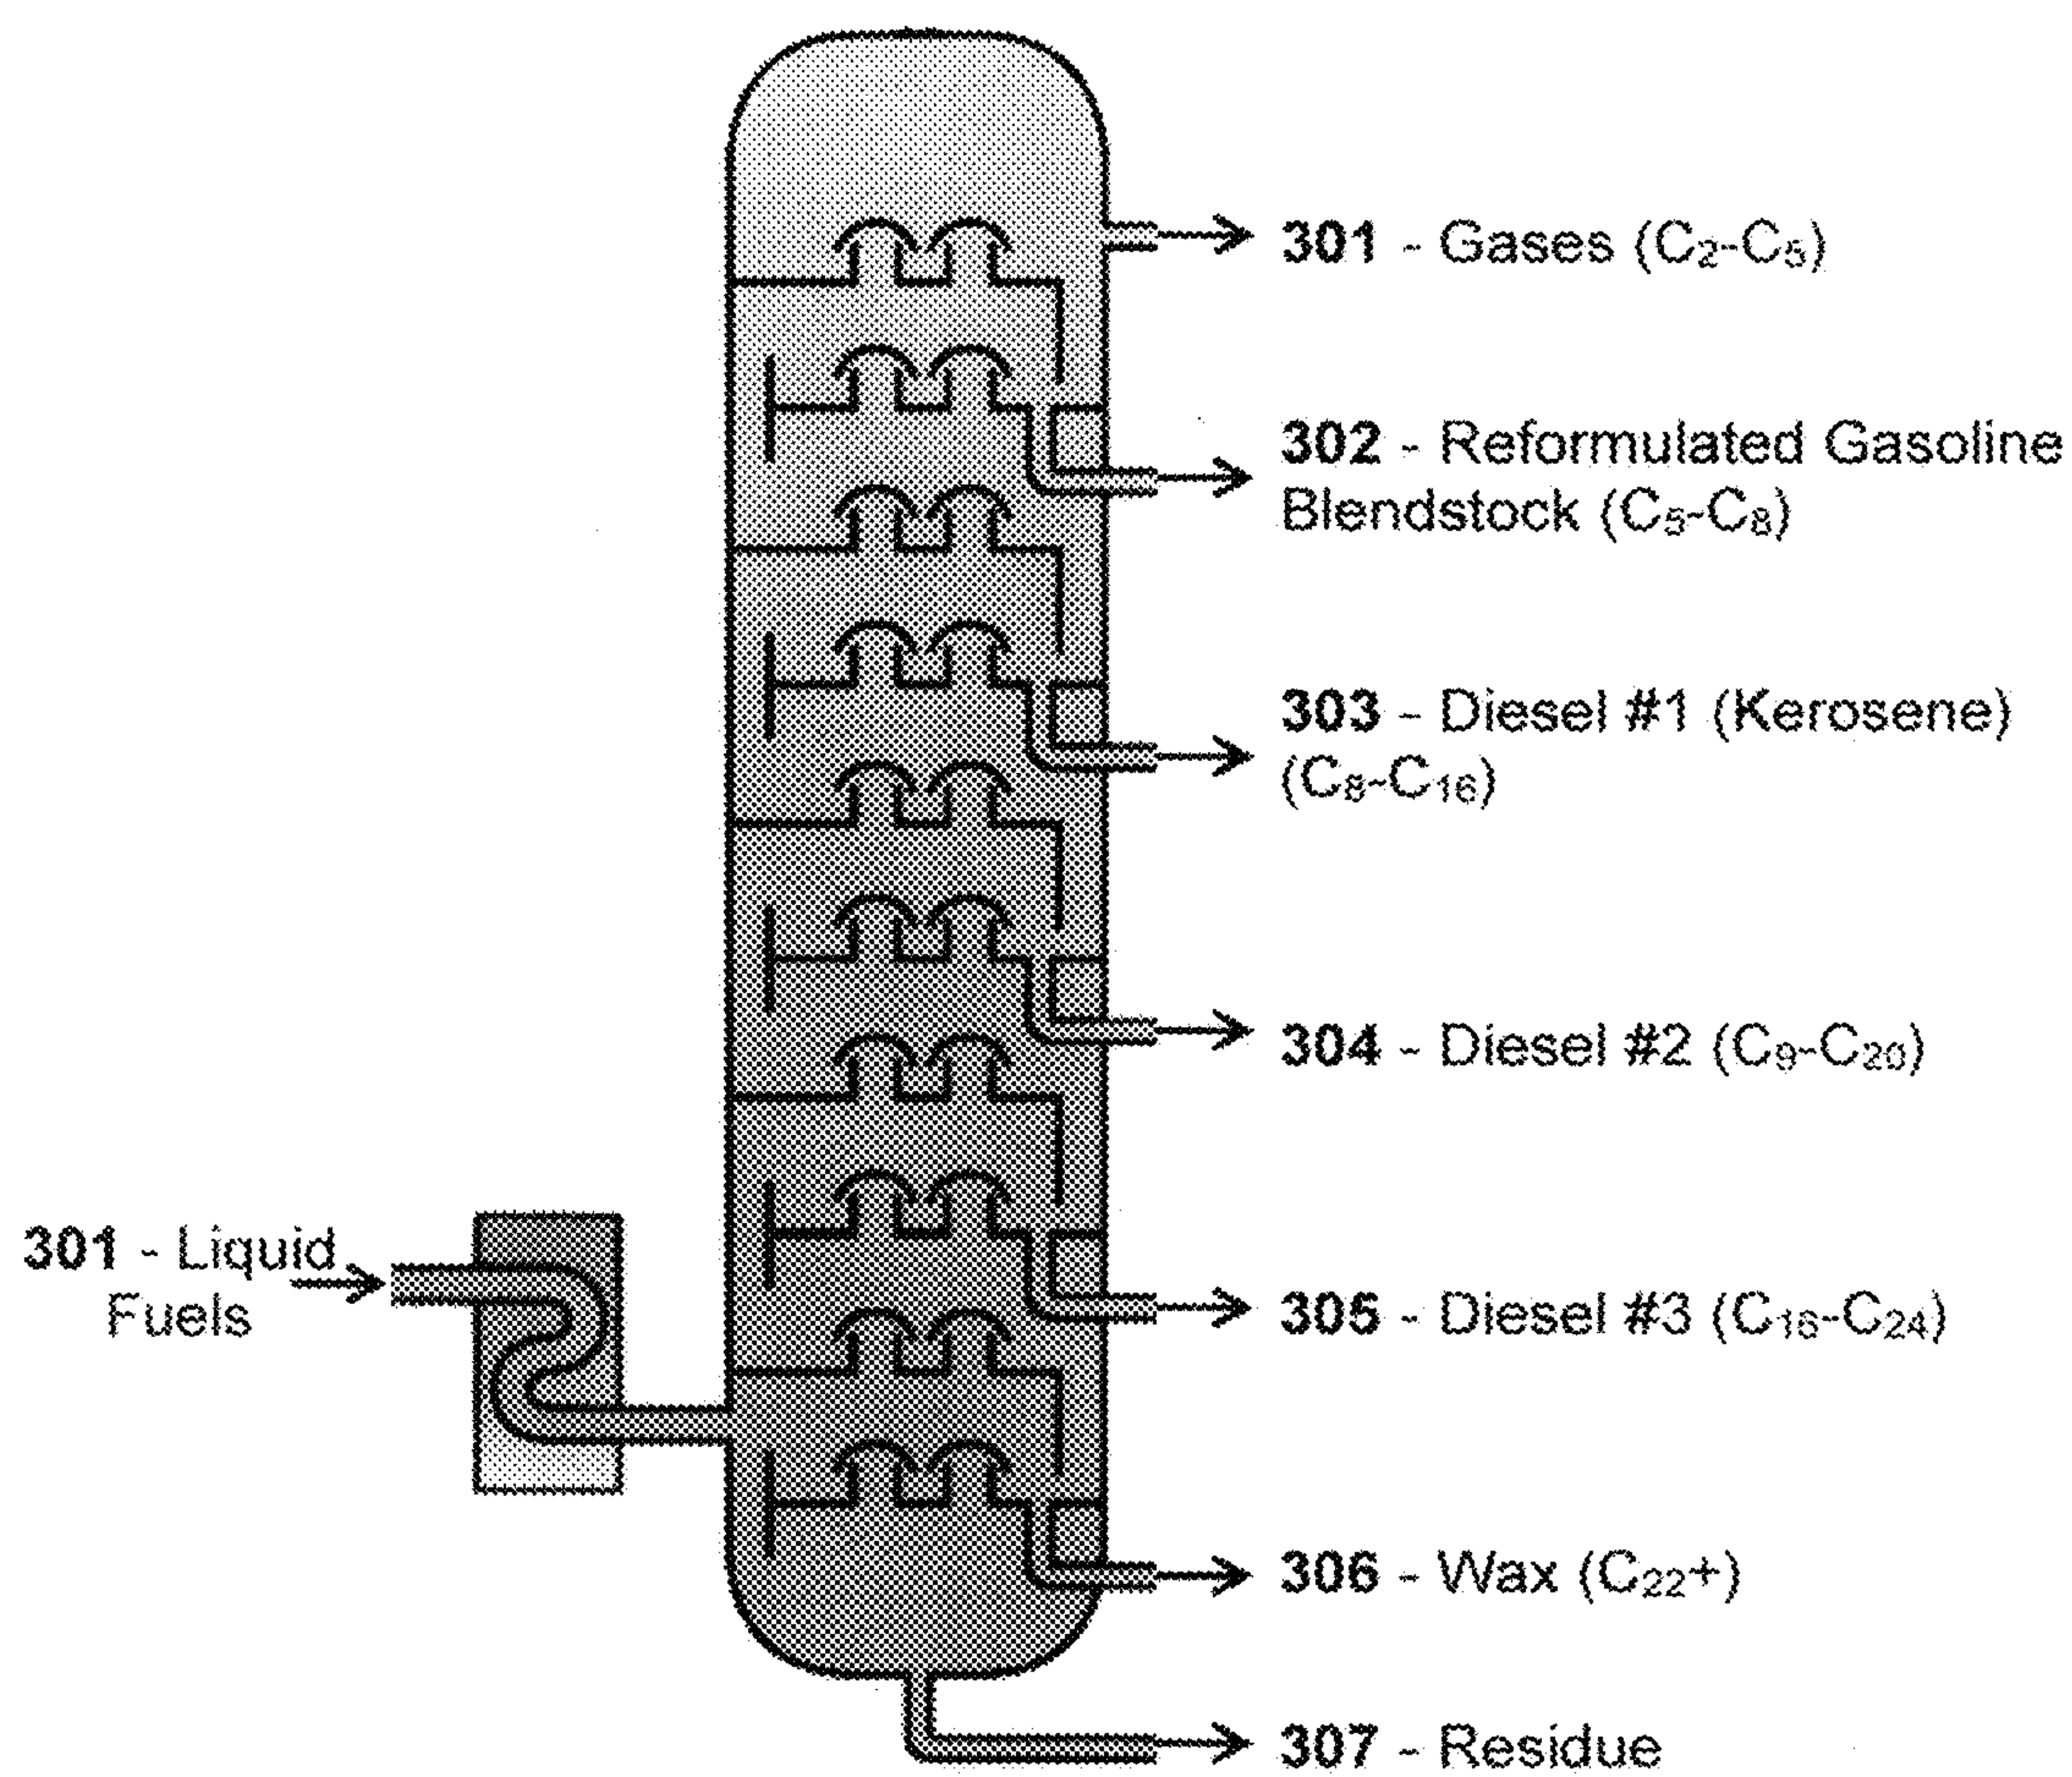 301 - Gases (C₂-C₅)
302 - Reformulated Gasoline
Blendstock (C₅-C₈)
303 - Diesel #1 (Kerosene)
(C₈-C₁₆)
304 - Diesel #2 (C₉-C₂₀)
301 - Liquid
Fuels
305 - Diesel #3 (C₁₆-C₂₄)
306 - Wax (C₂₂+)
307 - Residue